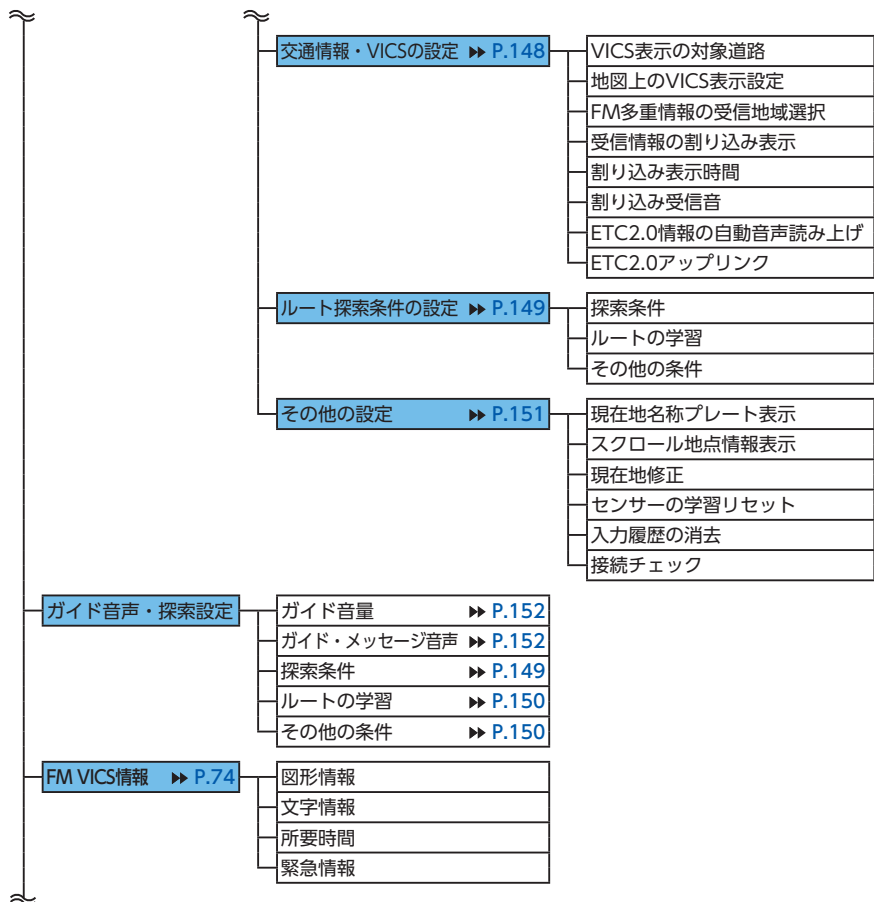 交通情報・VICSの設定 ▶▶ P.148
VICS表示の対象道路
地図上のVICS表示設定
FM多重情報の受信地域選択
受信情報の割り込み表示
割り込み表示時間
割り込み受信音
ETC2.0情報の自動音声読み上げ
ETC2.0アップリンク
ルート探索条件の設定 ▶▶ P.149
探索条件
ルートの学習
その他の条件
その他の設定 ▶▶ P.151
現在地名称プレート表示
スクロール地点情報表示
現在地修正
センサーの学習リセット
入力履歴の消去
接続チェック
ガイド音声・探索設定
ガイド音量 ▶▶ P.152
ガイド・メッセージ音声 ▶▶ P.152
探索条件 ▶▶ P.149
ルートの学習 ▶▶ P.150
その他の条件 ▶▶ P.150
FM VICS情報 ▶▶ P.74
図形情報
文字情報
所要時間
緊急情報